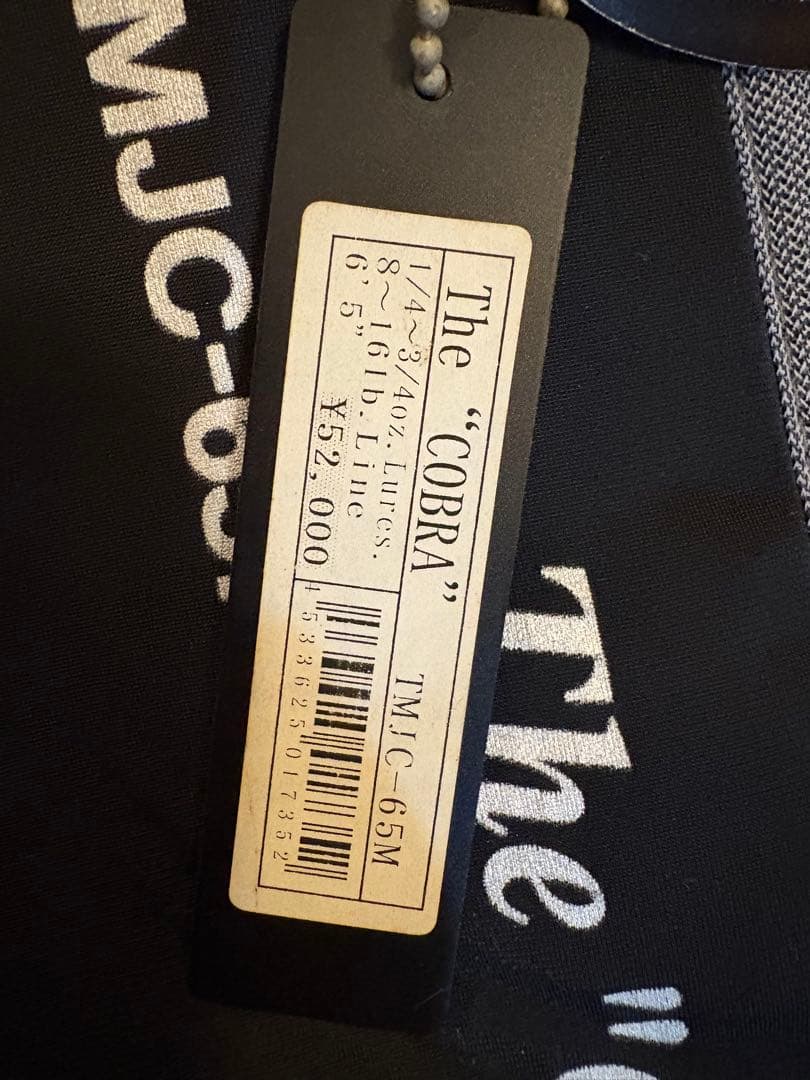 The “COBRA” TMJC-65M
1/4～3/4oz. Lures.
8～16lb. Line
6’ 5”
¥52,000
4 533625 017352
MJC-65
The "